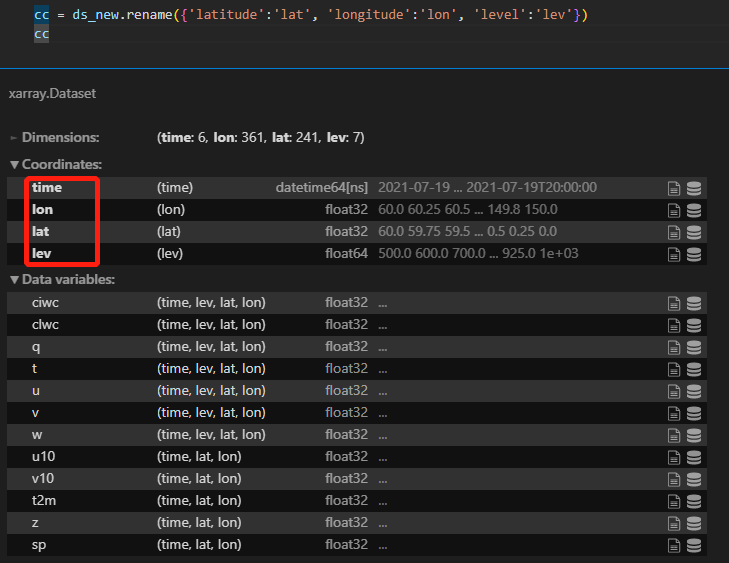 cc = ds_new.rename({'latitude':'lat', 'longitude':'lon', 'level':'lev'})
cc
xarray.Dataset
► Dimensions: (time: 6, lon: 361, lat: 241, lev: 7)
▼ Coordinates:
time (time) datetime64[ns] 2021-07-19 ... 2021-07-19T20:00:00
lon (lon) float32 60.0 60.25 60.5 ... 149.8 150.0
lat (lat) float32 60.0 59.75 59.5 ... 0.5 0.25 0.0
lev (lev) float64 500.0 600.0 700.0 ... 925.0 1e+03
▼ Data variables:
ciwc (time, lev, lat, lon) float32 ...
clwc (time, lev, lat, lon) float32 ...
q (time, lev, lat, lon) float32 ...
t (time, lev, lat, lon) float32 ...
u (time, lev, lat, lon) float32 ...
v (time, lev, lat, lon) float32 ...
w (time, lev, lat, lon) float32 ...
u10 (time, lat, lon) float32 ...
v10 (time, lat, lon) float32 ...
t2m (time, lat, lon) float32 ...
z (time, lat, lon) float32 ...
sp (time, lat, lon) float32 ...